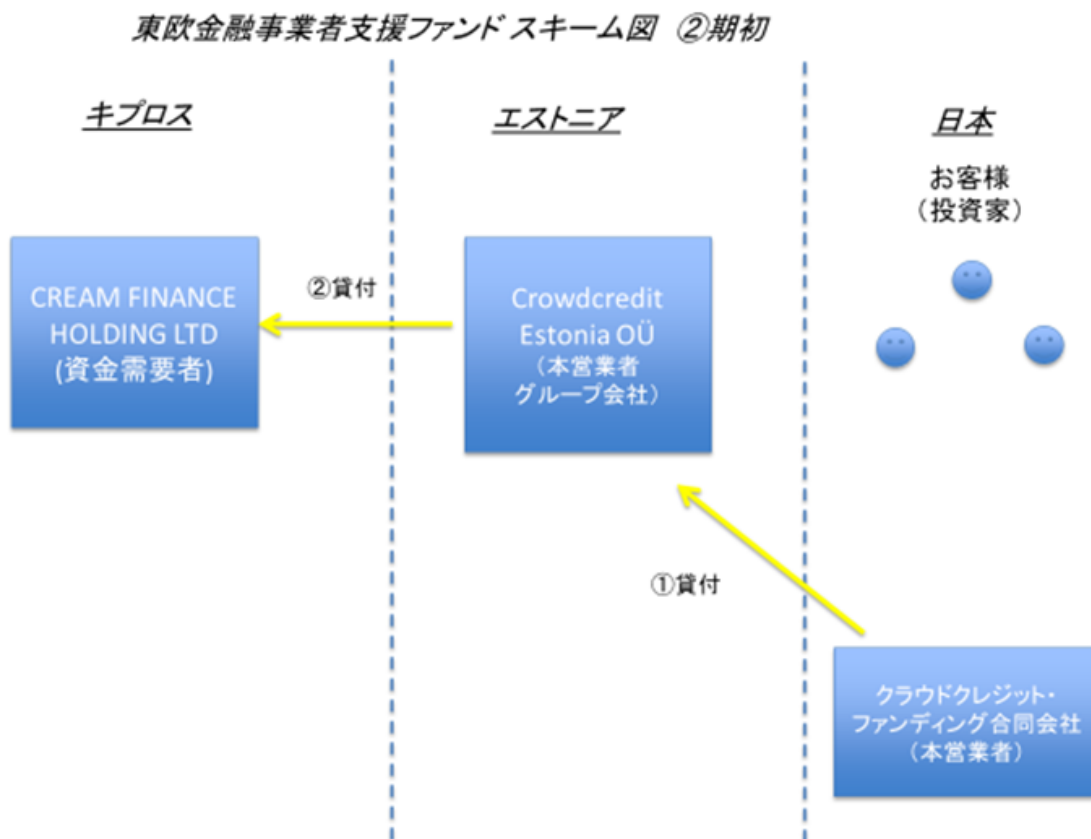 東欧金融事業者支援ファンド スキーム図　②期初
キプロス
エストニア
日本
お客様
（投資家）
CREAM FINANCE
HOLDING LTD
(資金需要者)
②貸付
Crowdcredit
Estonia OÜ
（本営業者
グループ会社）
①貸付
クラウドクレジット・
ファンディング合同会社
（本営業者）